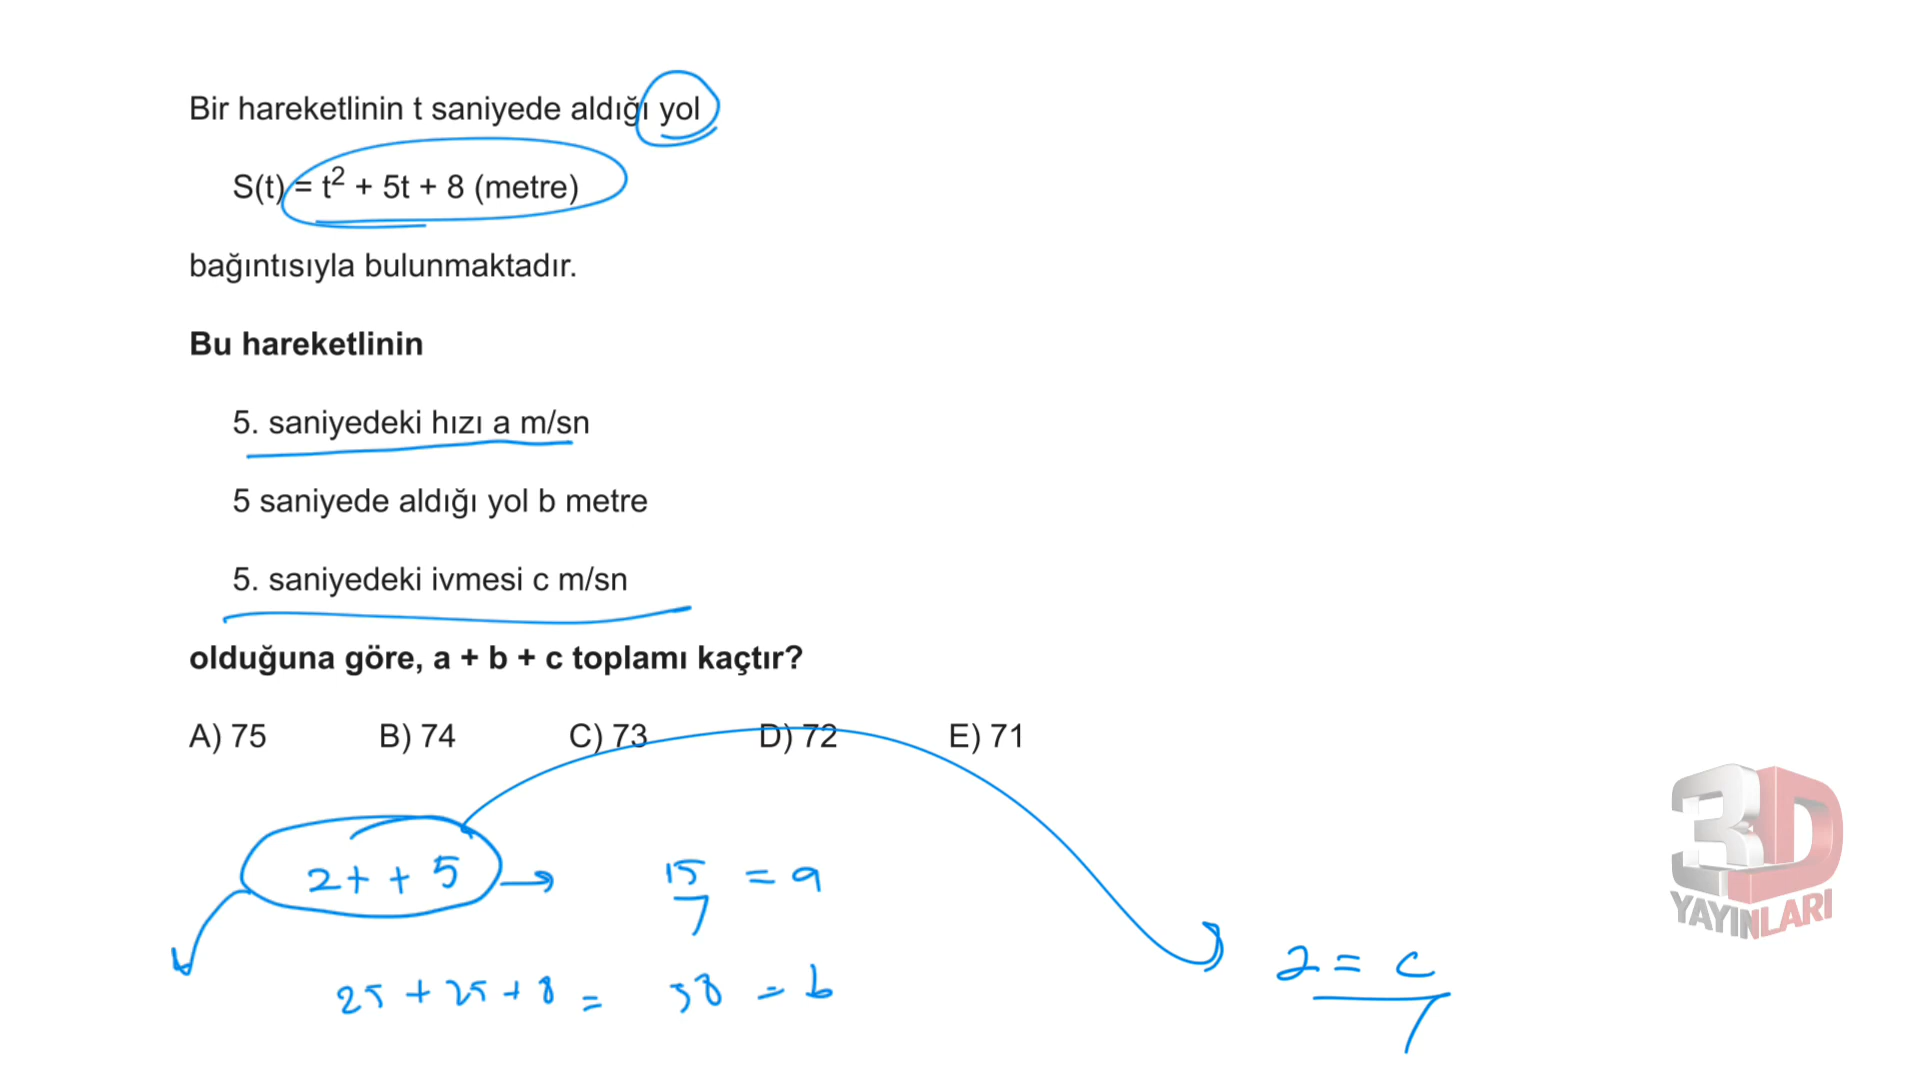 Bir hareketlinin t saniyede aldığı yol
S(t) = t² + 5t + 8 (metre)
bağıntısıyla bulunmaktadır.
Bu hareketlinin
5. saniyedeki hızı a m/sn
5 saniyede aldığı yol b metre
5. saniyedeki ivmesi c m/sn
olduğuna göre, a + b + c toplamı kaçtır?
A) 75 B) 74 C) 73 D) 72 E) 71
2t + 5 → 15 = a
25 + 25 + 8 = 58 = b
2 = c
3D
YAYINLARI